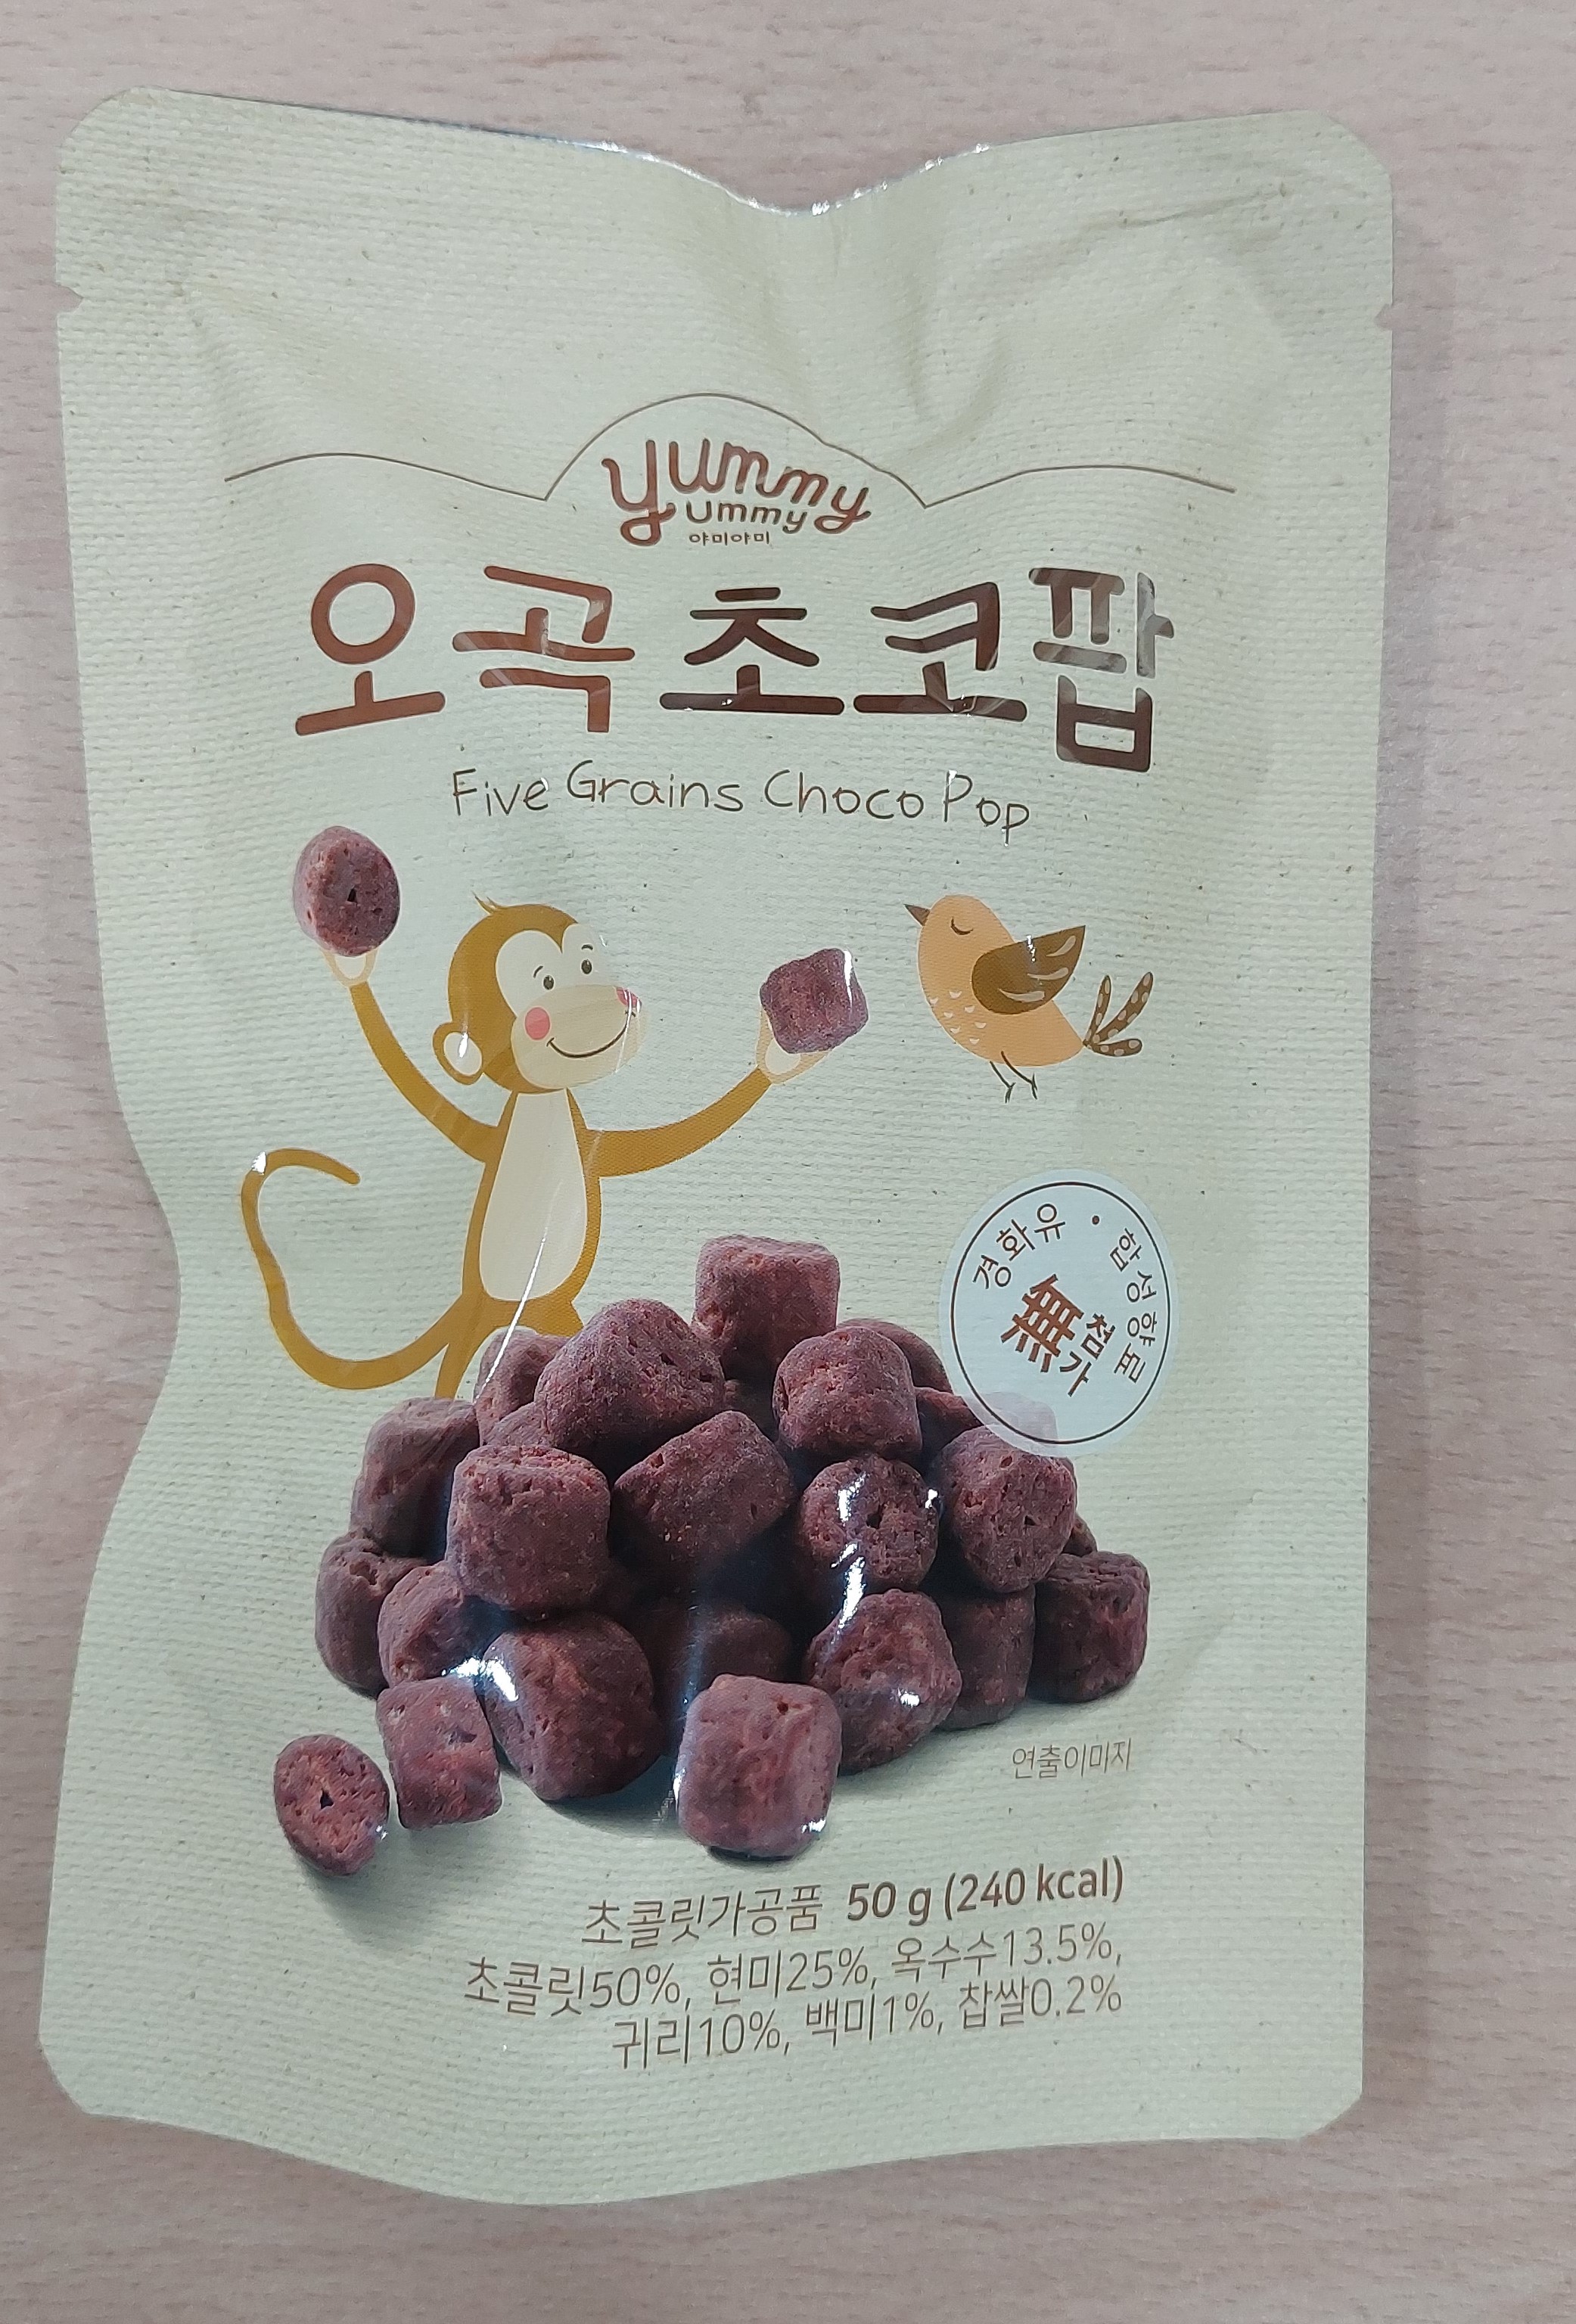 yummy
yummy
야미야미
오곡초코팝
Five Grains Choco Pop
경화유 · 합성향료
無첨가
연출이미지
초콜릿가공품 50 g (240 kcal)
초콜릿50%, 현미25%, 옥수수13.5%,
귀리10%, 백미1%, 찹쌀0.2%